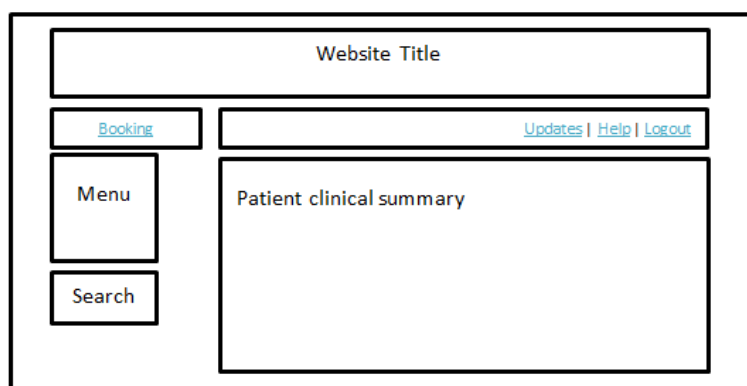 Website Title
Booking
Updates | Help | Logout
Menu
Patient clinical summary
Search